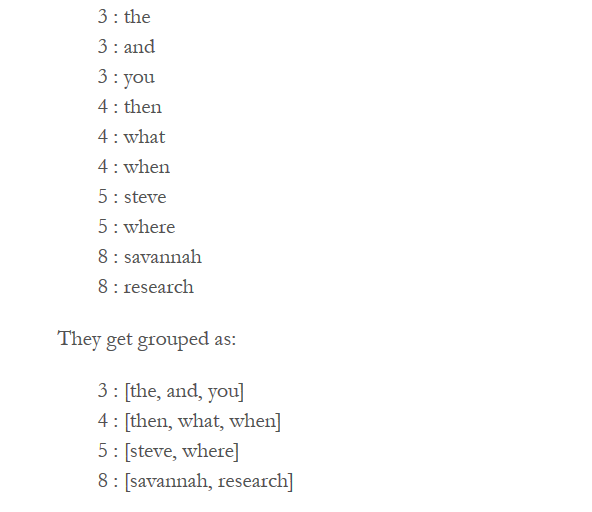 3 : the
3 : and
3 : you
4 : then
4 : what
4 : when
5 : steve
5 : where
8 : savannah
8 : research
They get grouped as:
3 : [the, and, you]
4 : [then, what, when]
5 : [steve, where]
8 : [savannah, research]